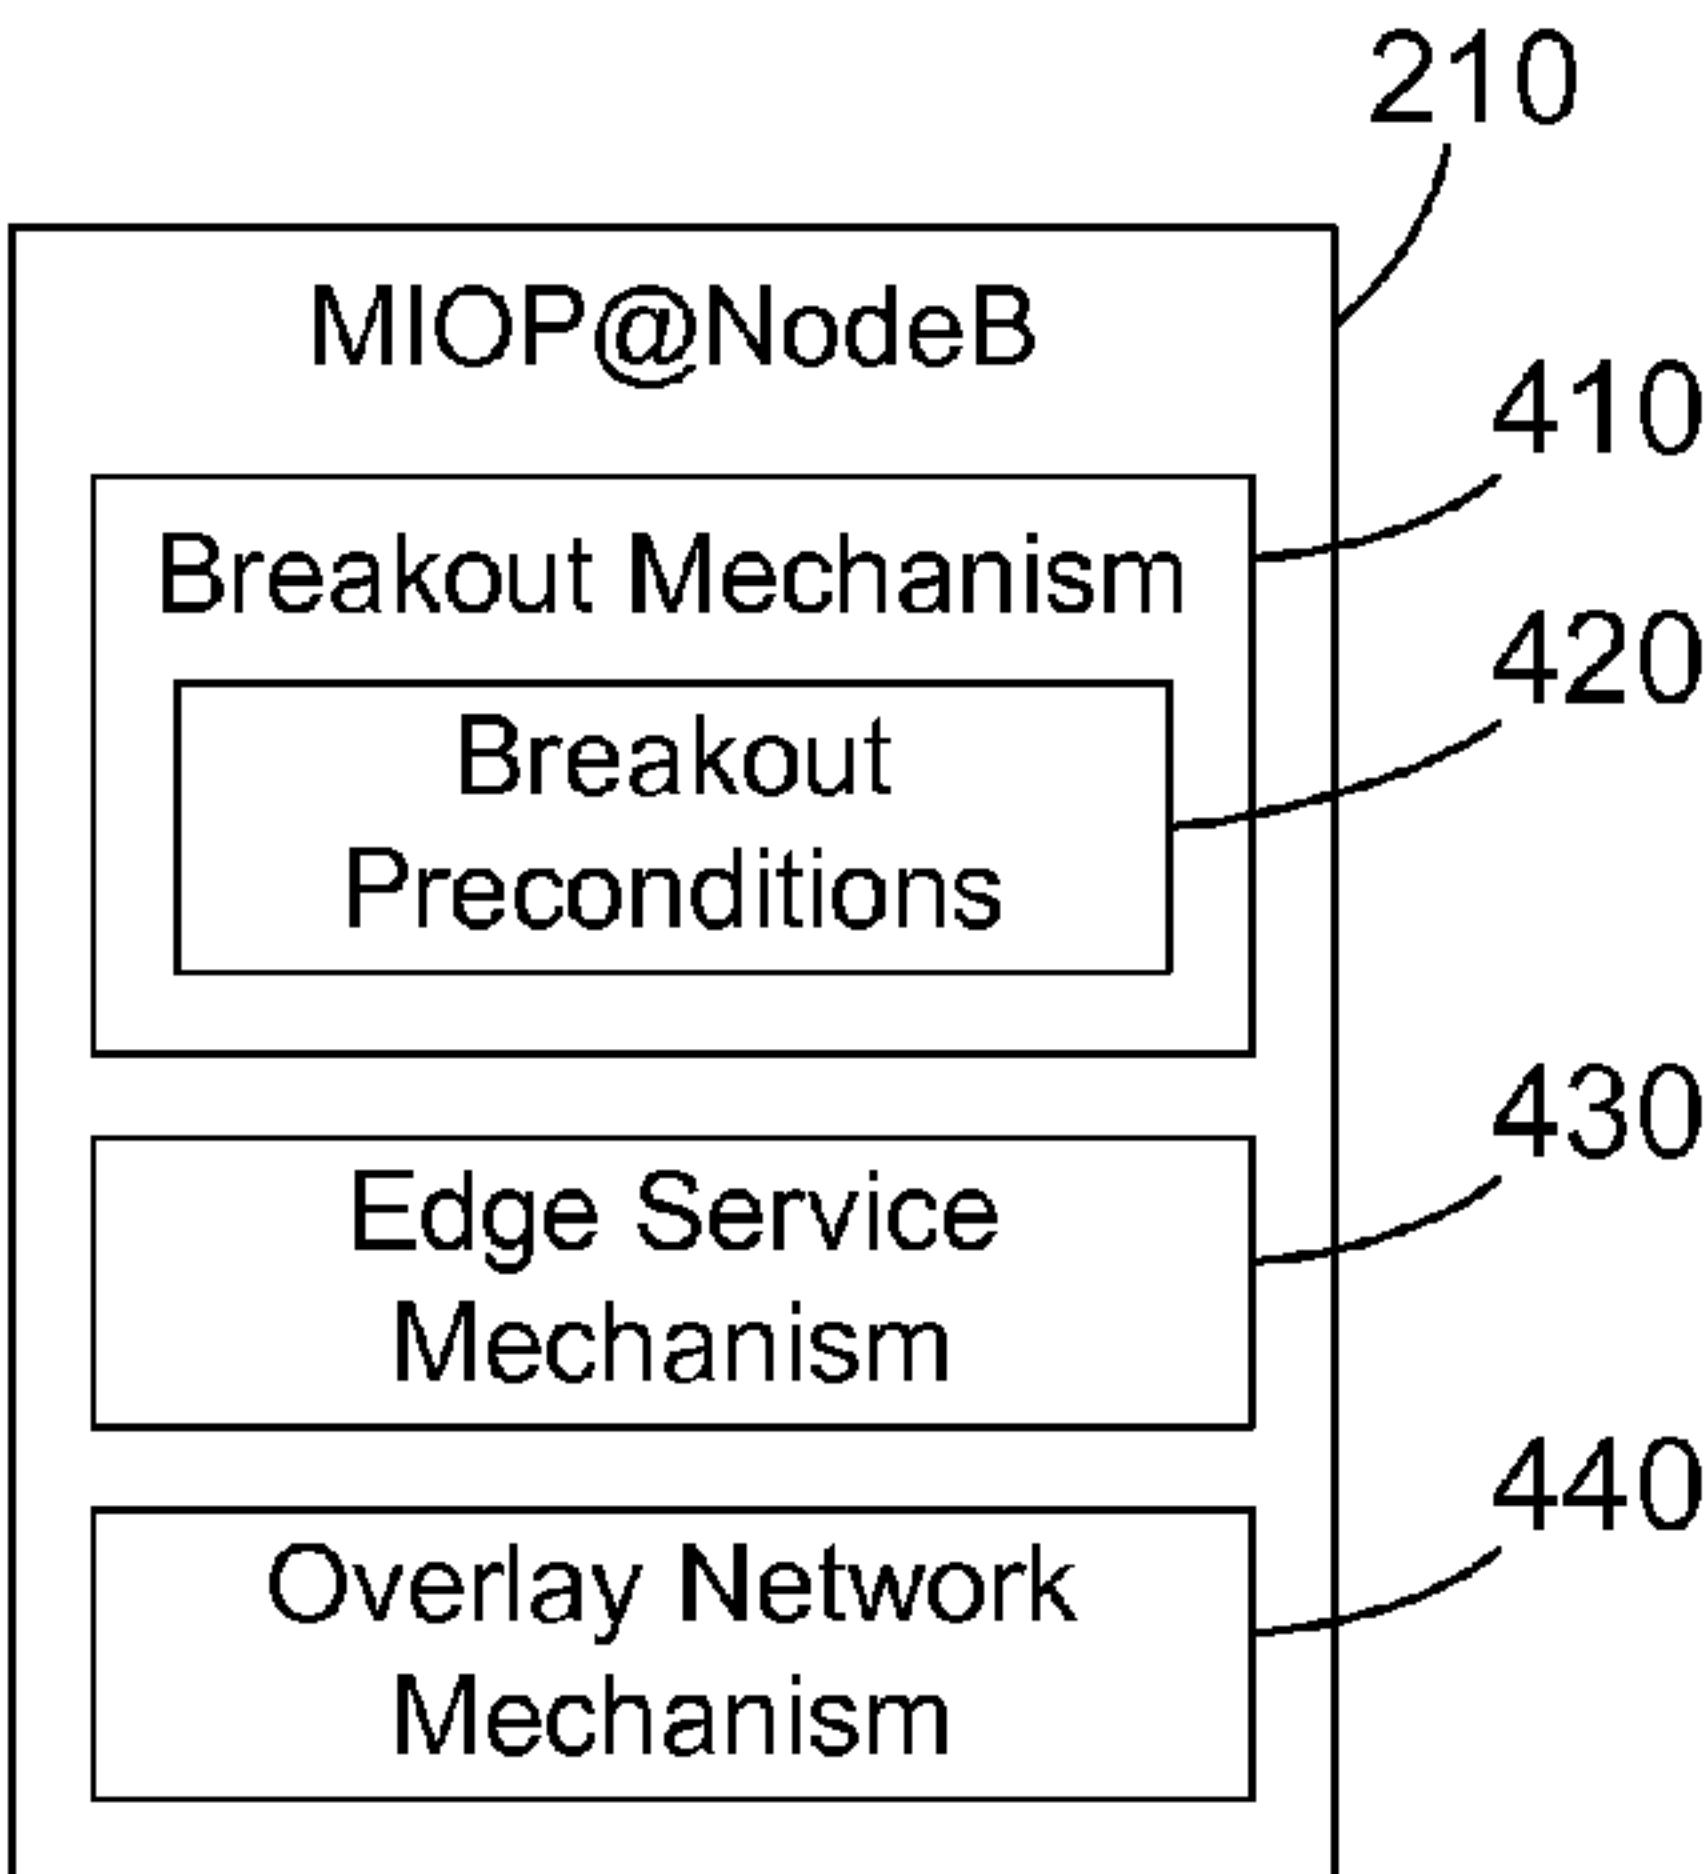 210
MIOP@NodeB
410
Breakout Mechanism
420
Breakout
Preconditions
430
Edge Service
Mechanism
440
Overlay Network
Mechanism